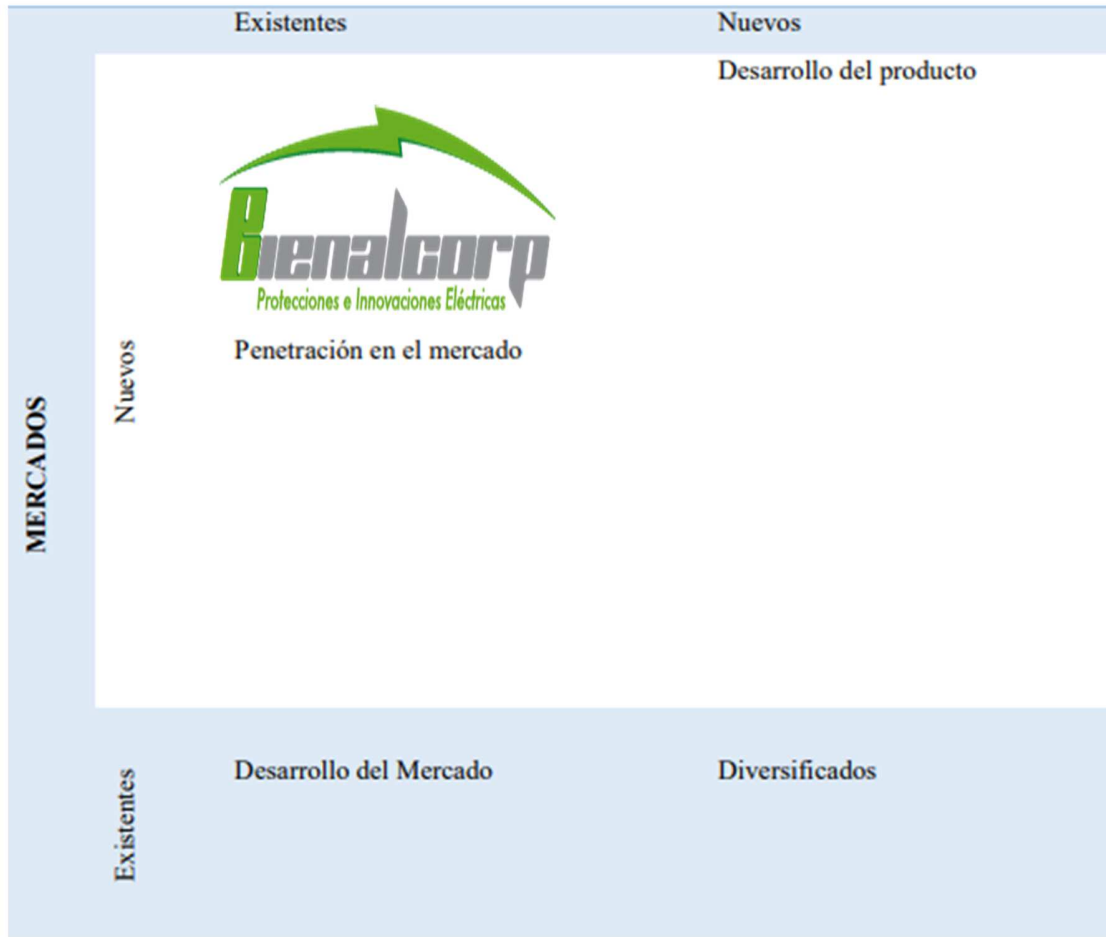 Existentes
Nuevos
Desarrollo del producto
Bienalcorp
Protecciones e Innovaciones Eléctricas
Penetración en el mercado
MERCADOS
Nuevos
Desarrollo del Mercado
Diversificados
Existentes